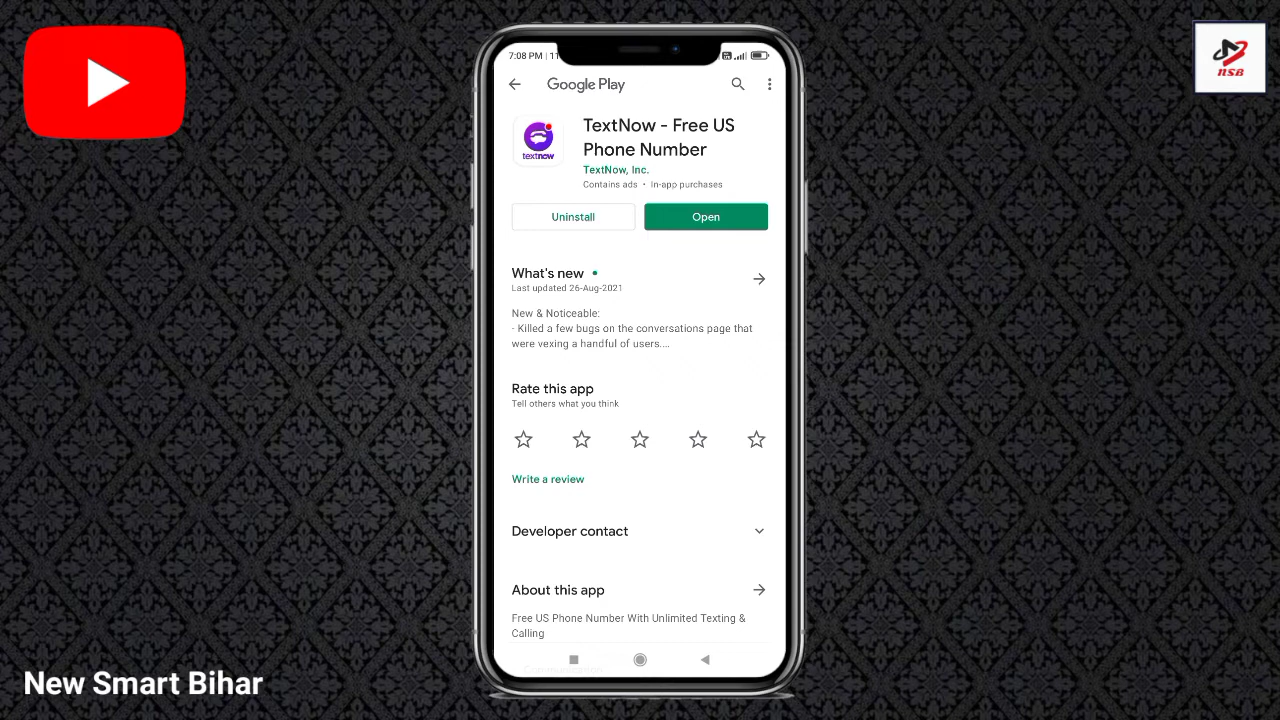 7:08 PM | 11
Google Play
NSB
textnow
TextNow - Free US
Phone Number
TextNow, Inc.
Contains ads • In-app purchases
Uninstall
Open
What's new
Last updated 26-Aug-2021
New & Noticeable:
- Killed a few bugs on the conversations page that
were vexing a handful of users....
Rate this app
Tell others what you think
Write a review
Developer contact
About this app
Free US Phone Number With Unlimited Texting &
Calling
Communication
New Smart Bihar